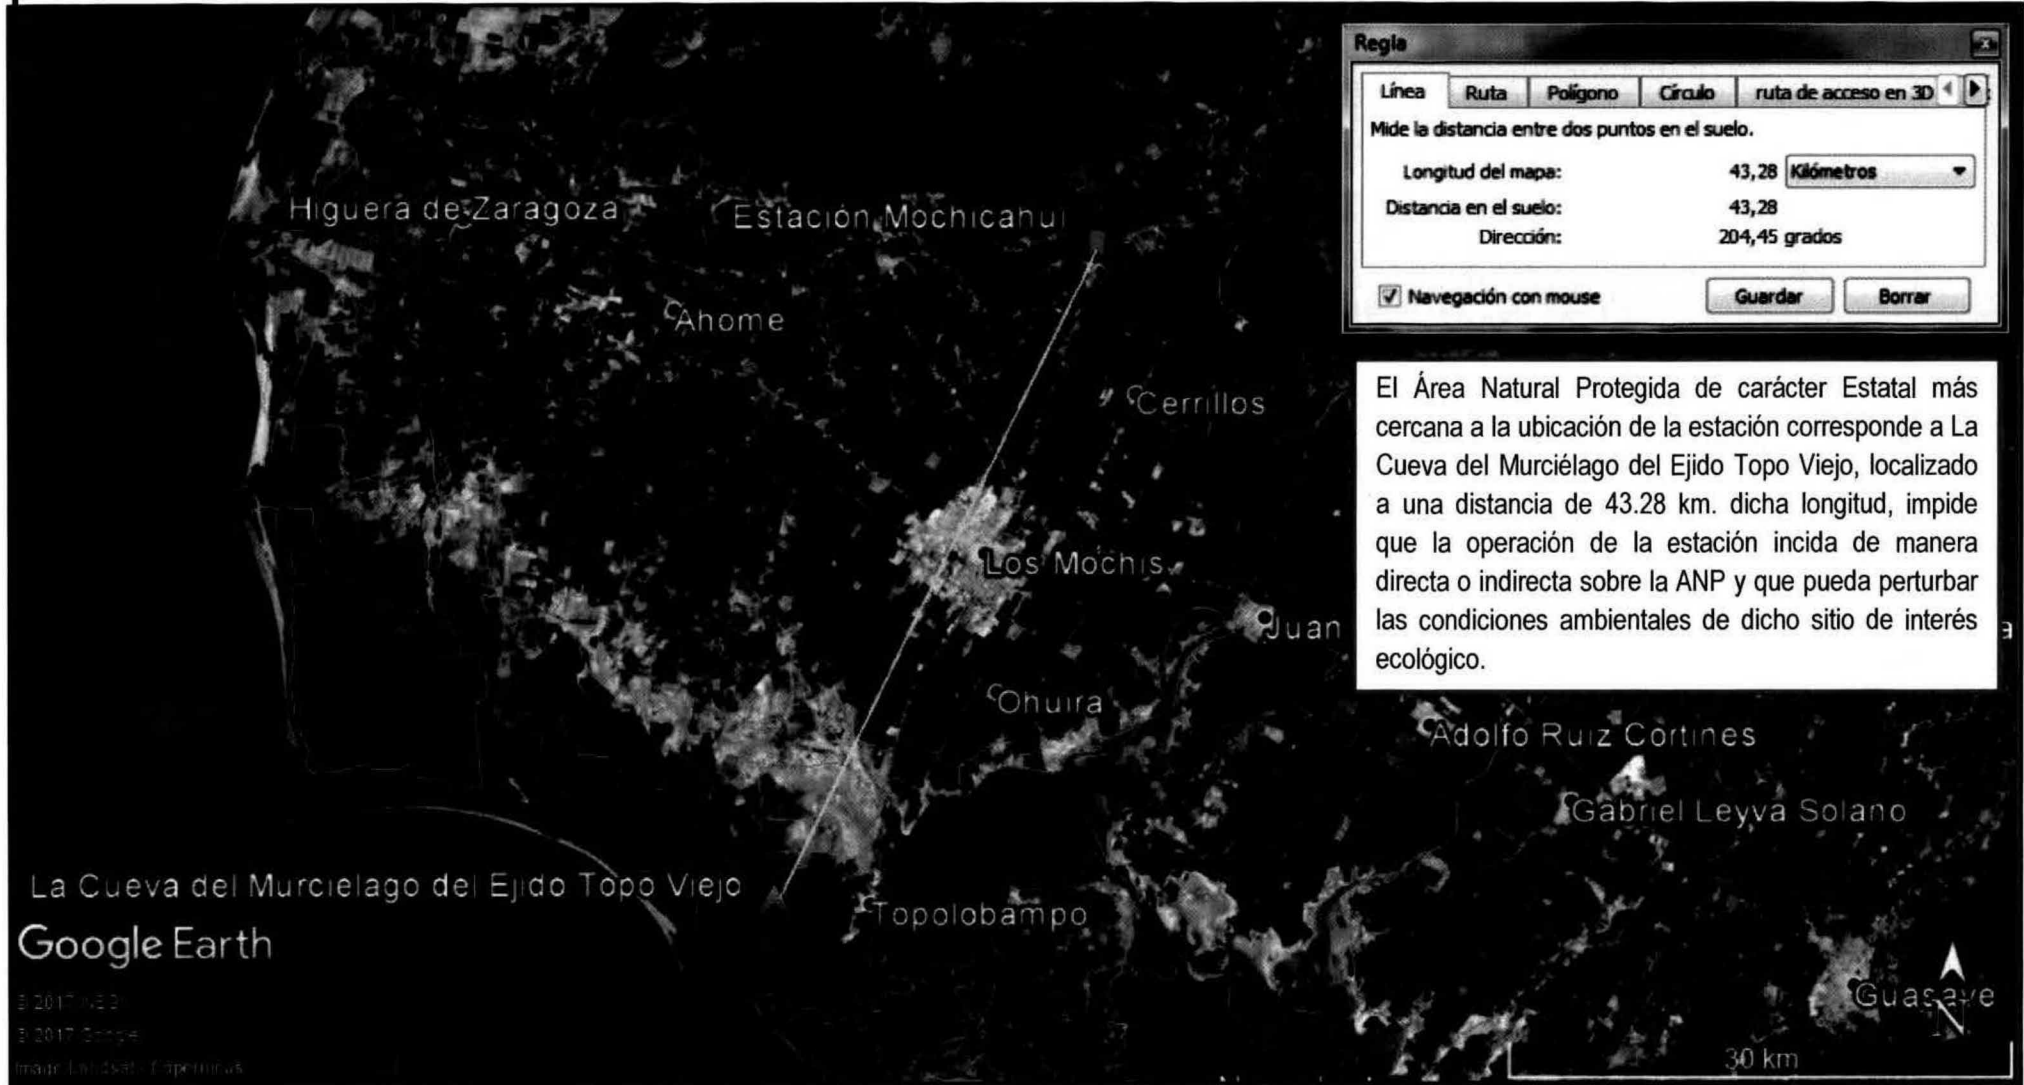 Regla
Línea Ruta Polígono Círculo ruta de acceso en 3D
Mide la distancia entre dos puntos en el suelo.
Longitud del mapa: 43,28 Kilómetros
Distancia en el suelo: 43,28
Dirección: 204,45 grados
Navegación con mouse Guardar Borrar
Higuera de Zaragoza
Estación Mochicahui
Ahome
Cerrillos
El Área Natural Protegida de carácter Estatal más
cercana a la ubicación de la estación corresponde a La
Cueva del Murciélago del Ejido Topo Viejo, localizado
a una distancia de 43.28 km. dicha longitud, impide
que la operación de la estación incida de manera
directa o indirecta sobre la ANP y que pueda perturbar
las condiciones ambientales de dicho sitio de interés
ecológico.
Los Mochis
Juan
a
Ohuira
Adolfo Ruiz Cortines
Gabriel Leyva Solano
La Cueva del Murcielago del Ejido Topo Viejo
Topolobampo
Google Earth
Guasave
N
© 2017
© 2017 Google
30 km